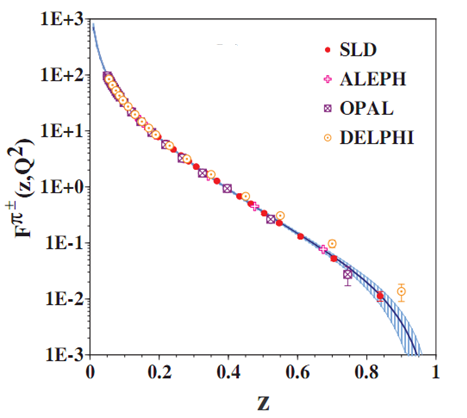 1E+3
1E+2
1E+1
1E+0
1E-1
1E-2
1E-3
F^π±(z,Q²)
SLD
ALEPH
OPAL
DELPHI
0
0.2
0.4
0.6
0.8
1
Z